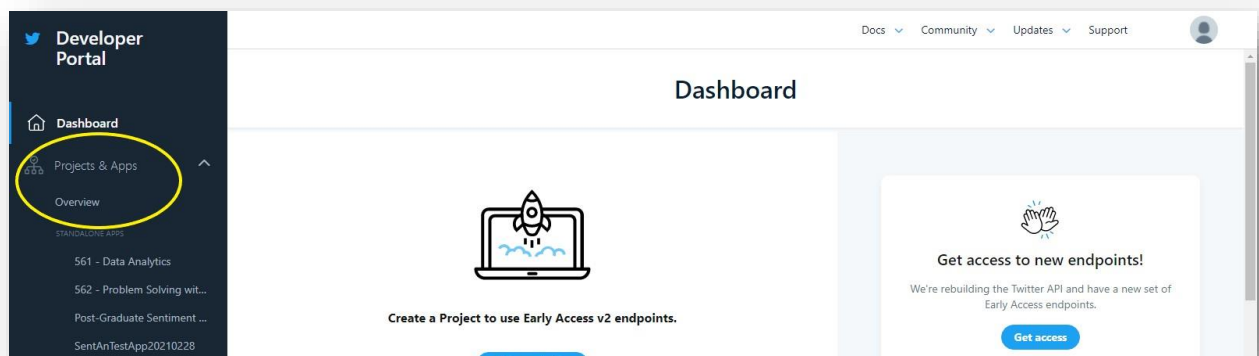 Developer
Portal
Docs
Community
Updates
Support
Dashboard
Dashboard
Projects & Apps
Overview
STANDALONE APPS
561 - Data Analytics
562 - Problem Solving wit...
Post-Graduate Sentiment ...
SentAnTestApp20210228
Create a Project to use Early Access v2 endpoints.
Get access to new endpoints!
We're rebuilding the Twitter API and have a new set of
Early Access endpoints.
Get access